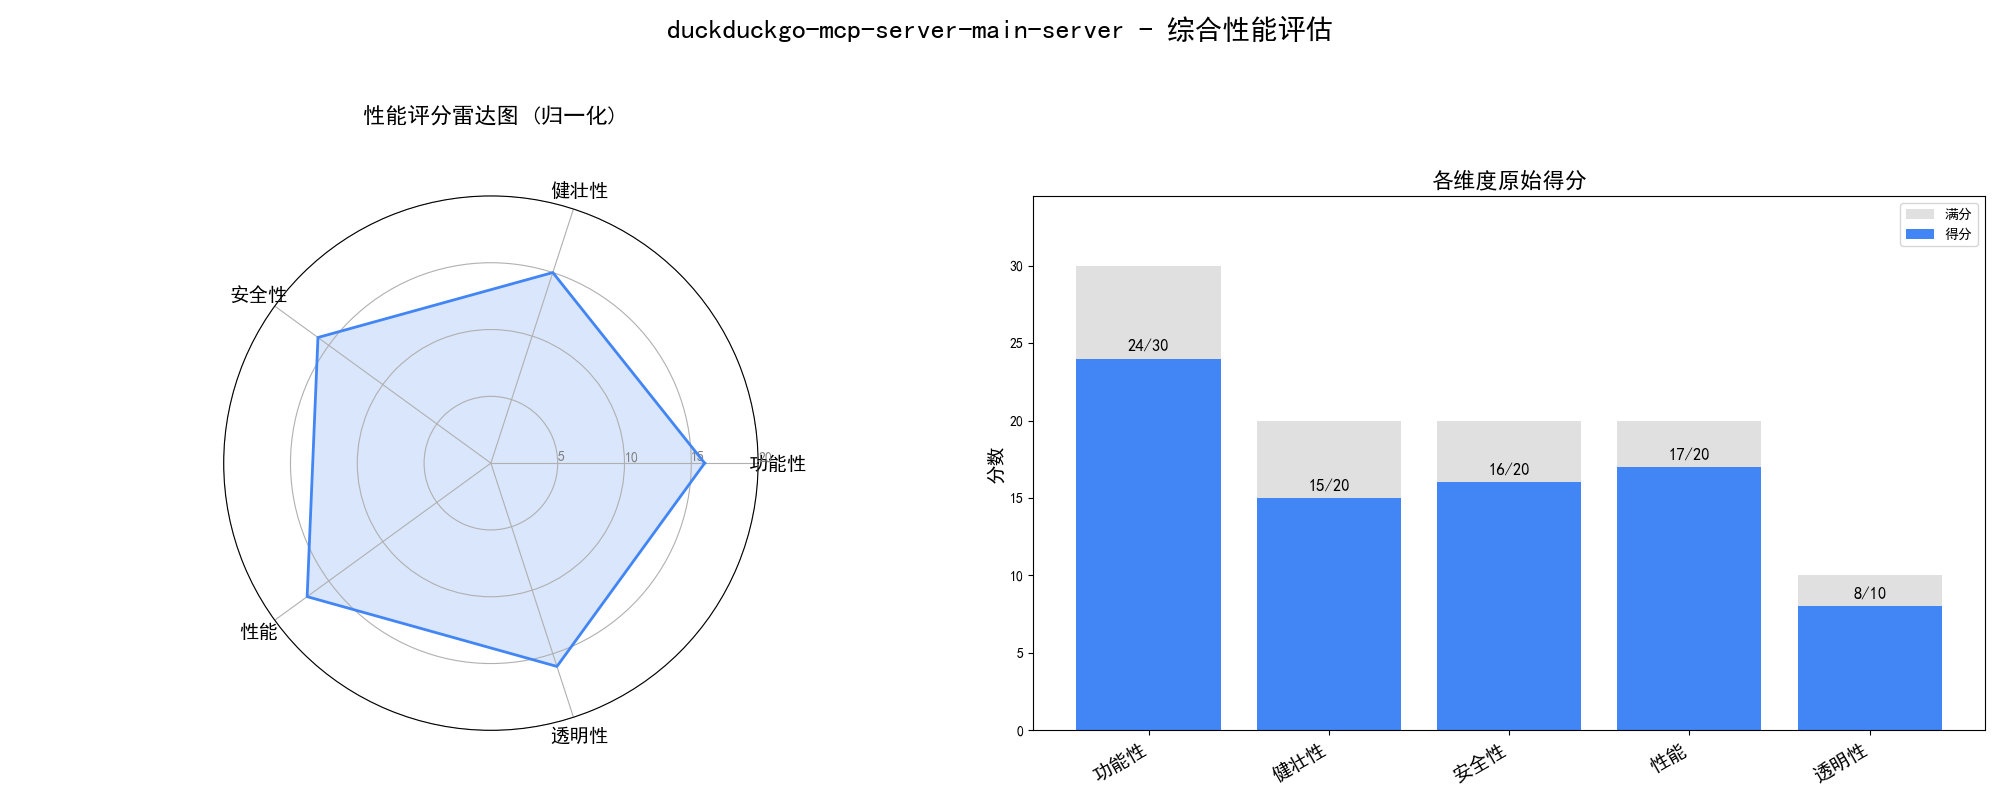 duckduckgo-mcp-server-main-server - 综合性能评估
性能评分雷达图 (归一化)
健壮性
安全性
5
10
15
20
功能性
性能
透明性
各维度原始得分
满分
得分
分数
30
25
20
15
10
5
0
24/30
15/20
16/20
17/20
8/10
功能性
健壮性
安全性
性能
透明性